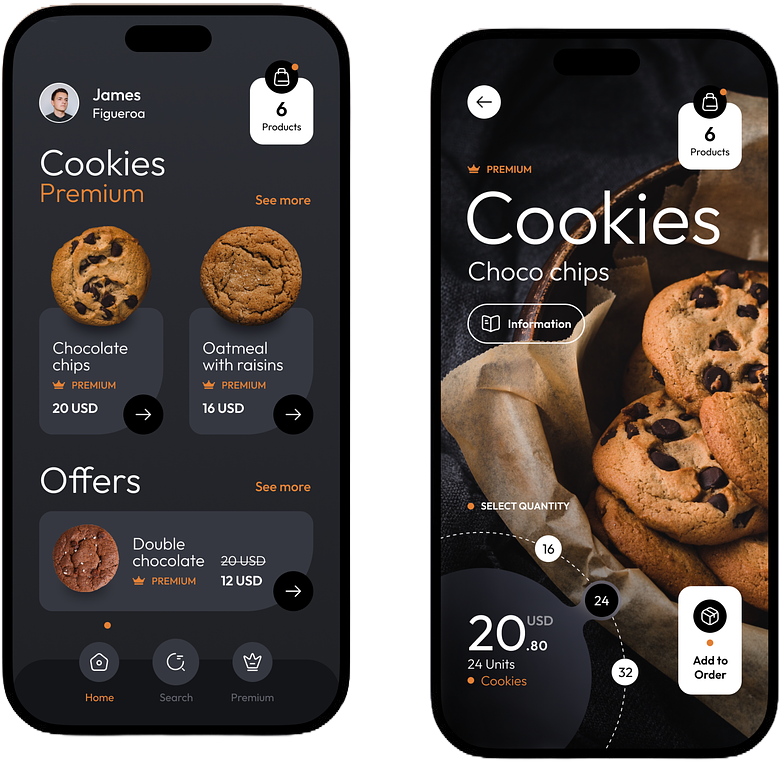 James
Figueroa
6
Products
Cookies
Premium
See more
Chocolate
chips
PREMIUM
20 USD
Oatmeal
with raisins
PREMIUM
16 USD
Offers
See more
Double
chocolate
PREMIUM
20 USD
12 USD
Home
Search
Premium
6
Products
PREMIUM
Cookies
Choco chips
Information
SELECT QUANTITY
16
24
32
20 USD
.80
24 Units
Cookies
Add to
Order